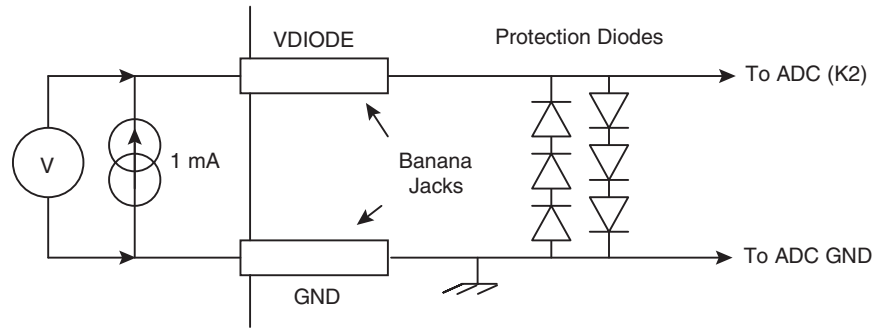 VDIODE
Protection Diodes
To ADC (K2)
V
1 mA
Banana
Jacks
To ADC GND
GND